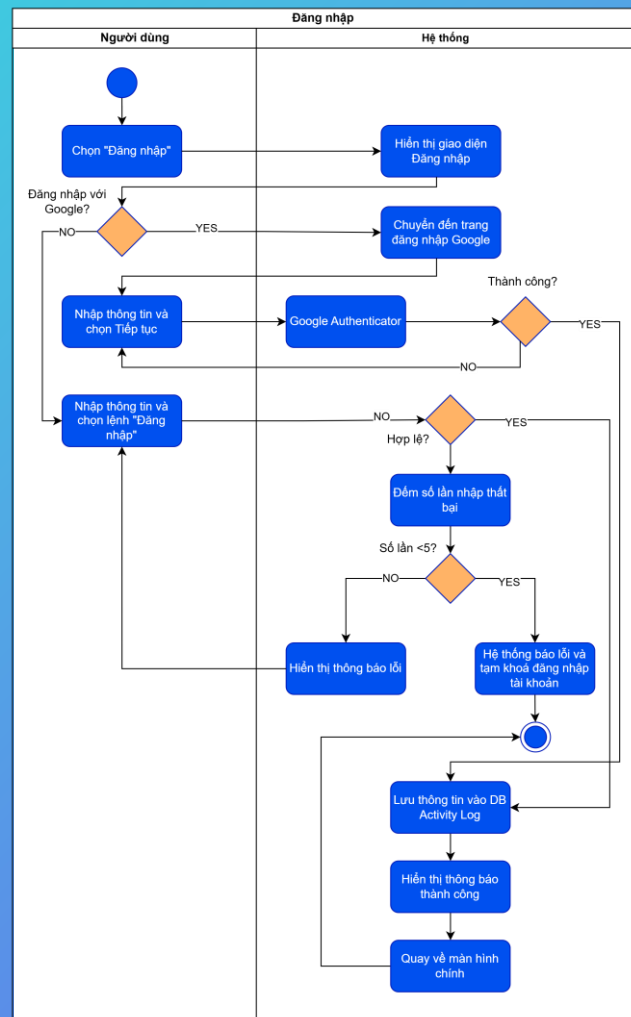 Đăng nhập
Người dùng
Hệ thống
Chọn "Đăng nhập"
Hiển thị giao diện
Đăng nhập
Đăng nhập với
Google?
NO
YES
Chuyển đến trang
đăng nhập Google
Thành công?
Nhập thông tin và
chọn Tiếp tục
Google Authenticator
YES
NO
Nhập thông tin và
chọn lệnh "Đăng
nhập"
NO
YES
Hợp lệ?
Đếm số lần nhập thất
bại
Số lần <5?
NO
YES
Hiển thị thông báo lỗi
Hệ thống báo lỗi và
tạm khoá đăng nhập
tài khoản
Lưu thông tin vào DB
Activity Log
Hiển thị thông báo
thành công
Quay về màn hình
chính